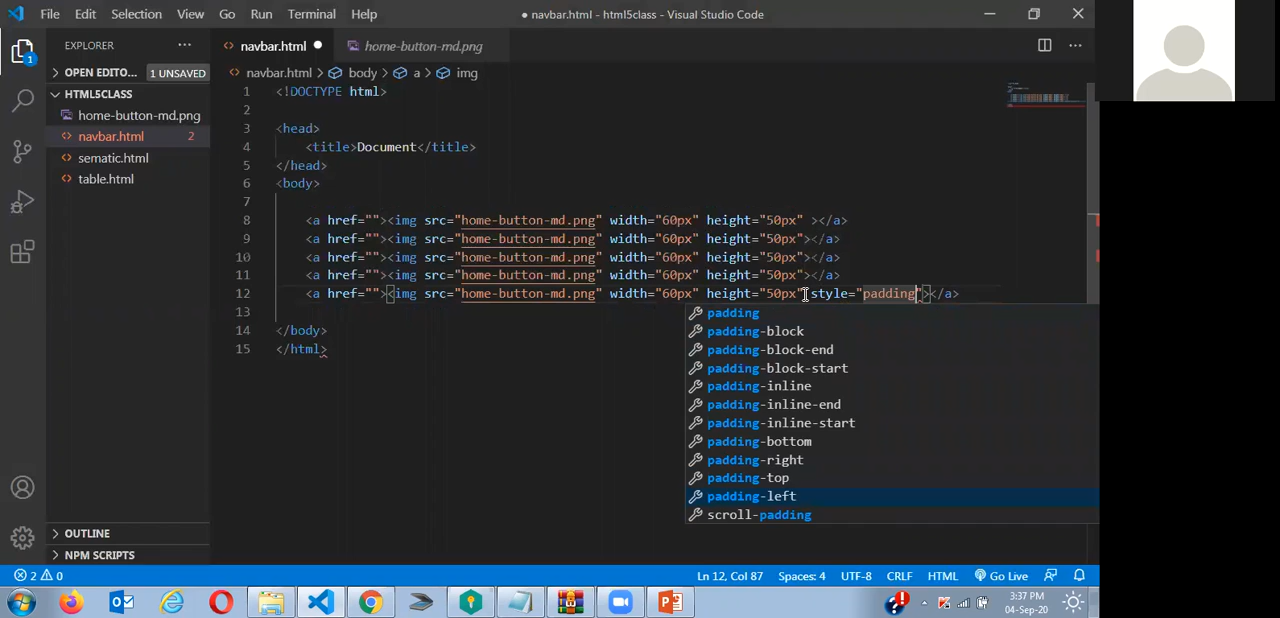 File Edit Selection View Go Run Terminal Help
● navbar.html - html5class - Visual Studio Code
EXPLORER
navbar.html
home-button-md.png
OPEN EDITO... 1 UNSAVED
navbar.html > body > a > img
HTML5CLASS
home-button-md.png
navbar.html 2
sematic.html
table.html
1 <!DOCTYPE html>
2
3 <head>
4 <title>Document</title>
5 </head>
6 <body>
7
8 <a href=""><img src="home-button-md.png" width="60px" height="50px" ></a>
9 <a href=""><img src="home-button-md.png" width="60px" height="50px"></a>
10 <a href=""><img src="home-button-md.png" width="60px" height="50px"></a>
11 <a href=""><img src="home-button-md.png" width="60px" height="50px"></a>
12 <a href=""><img src="home-button-md.png" width="60px" height="50px" style="padding"></a>
13
14 </body>
15 </html>
padding
padding-block
padding-block-end
padding-block-start
padding-inline
padding-inline-end
padding-inline-start
padding-bottom
padding-right
padding-top
padding-left
scroll-padding
1
OUTLINE
NPM SCRIPTS
2 0
Ln 12, Col 87 Spaces: 4 UTF-8 CRLF HTML Go Live
3:37 PM
04-Sep-20